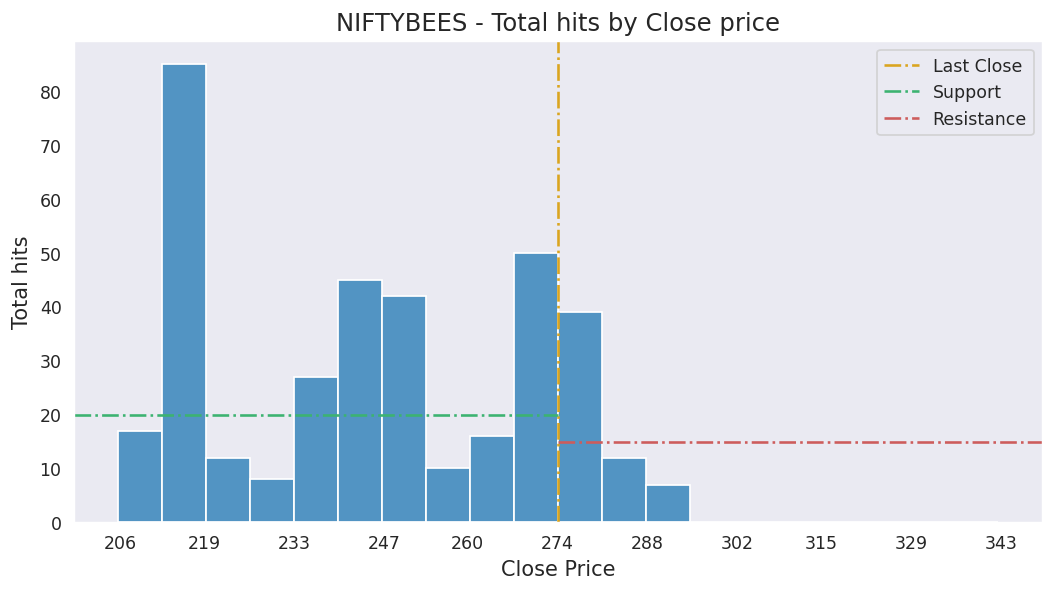 NIFTYBEES - Total hits by Close price
Last Close
Support
Resistance
Total hits
80
70
60
50
40
30
20
10
0
206 219 233 247 260 274 288 302 315 329 343
Close Price